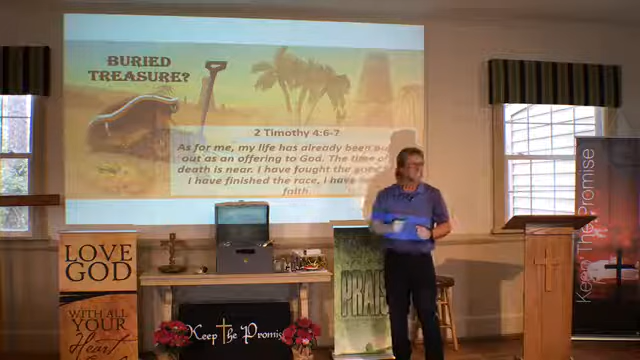 BURIED
TREASURE?
2 Timothy 4:6-7
As for me, my life has already been
out as an offering to God. The time of
death is near. I have fought the
I have finished the race, I have
faith.
LOVE
GOD
WITH ALL
YOUR
Heart
PRAIS
Keep The Promise
Keep The Promise